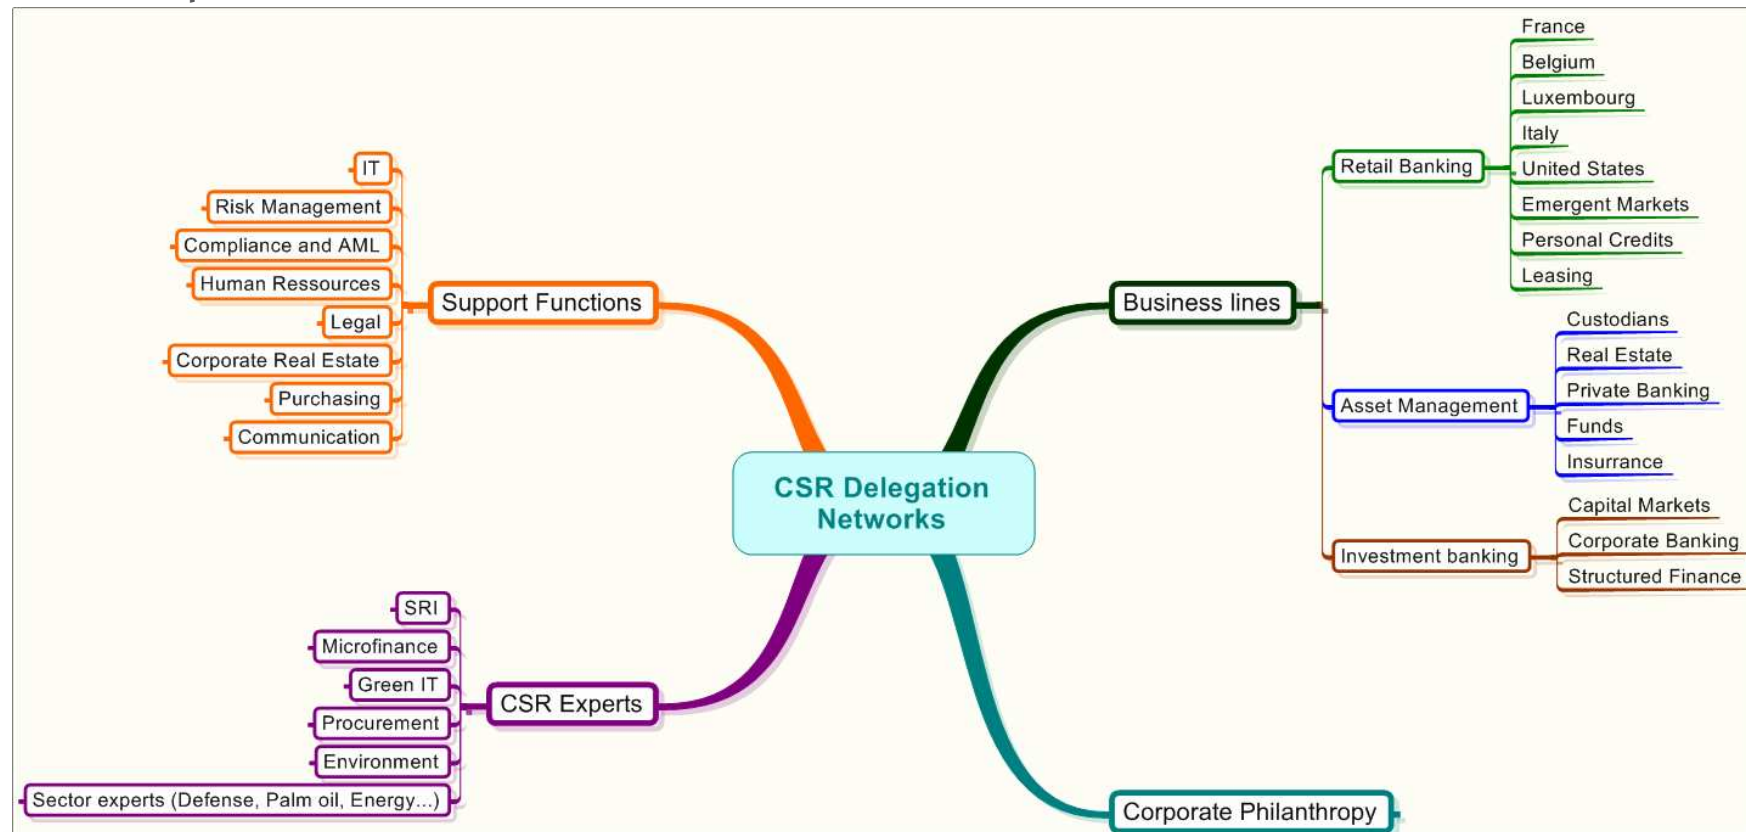 IT
Risk Management
Compliance and AML
Human Ressources
Legal
Corporate Real Estate
Purchasing
Communication
Support Functions
CSR Delegation
Networks
Business lines
Retail Banking
France
Belgium
Luxembourg
Italy
United States
Emergent Markets
Personal Credits
Leasing
Asset Management
Custodians
Real Estate
Private Banking
Funds
Insurrance
Investment banking
Capital Markets
Corporate Banking
Structured Finance
SRI
Microfinance
Green IT
Procurement
Environment
Sector experts (Defense, Palm oil, Energy...)
CSR Experts
Corporate Philanthropy